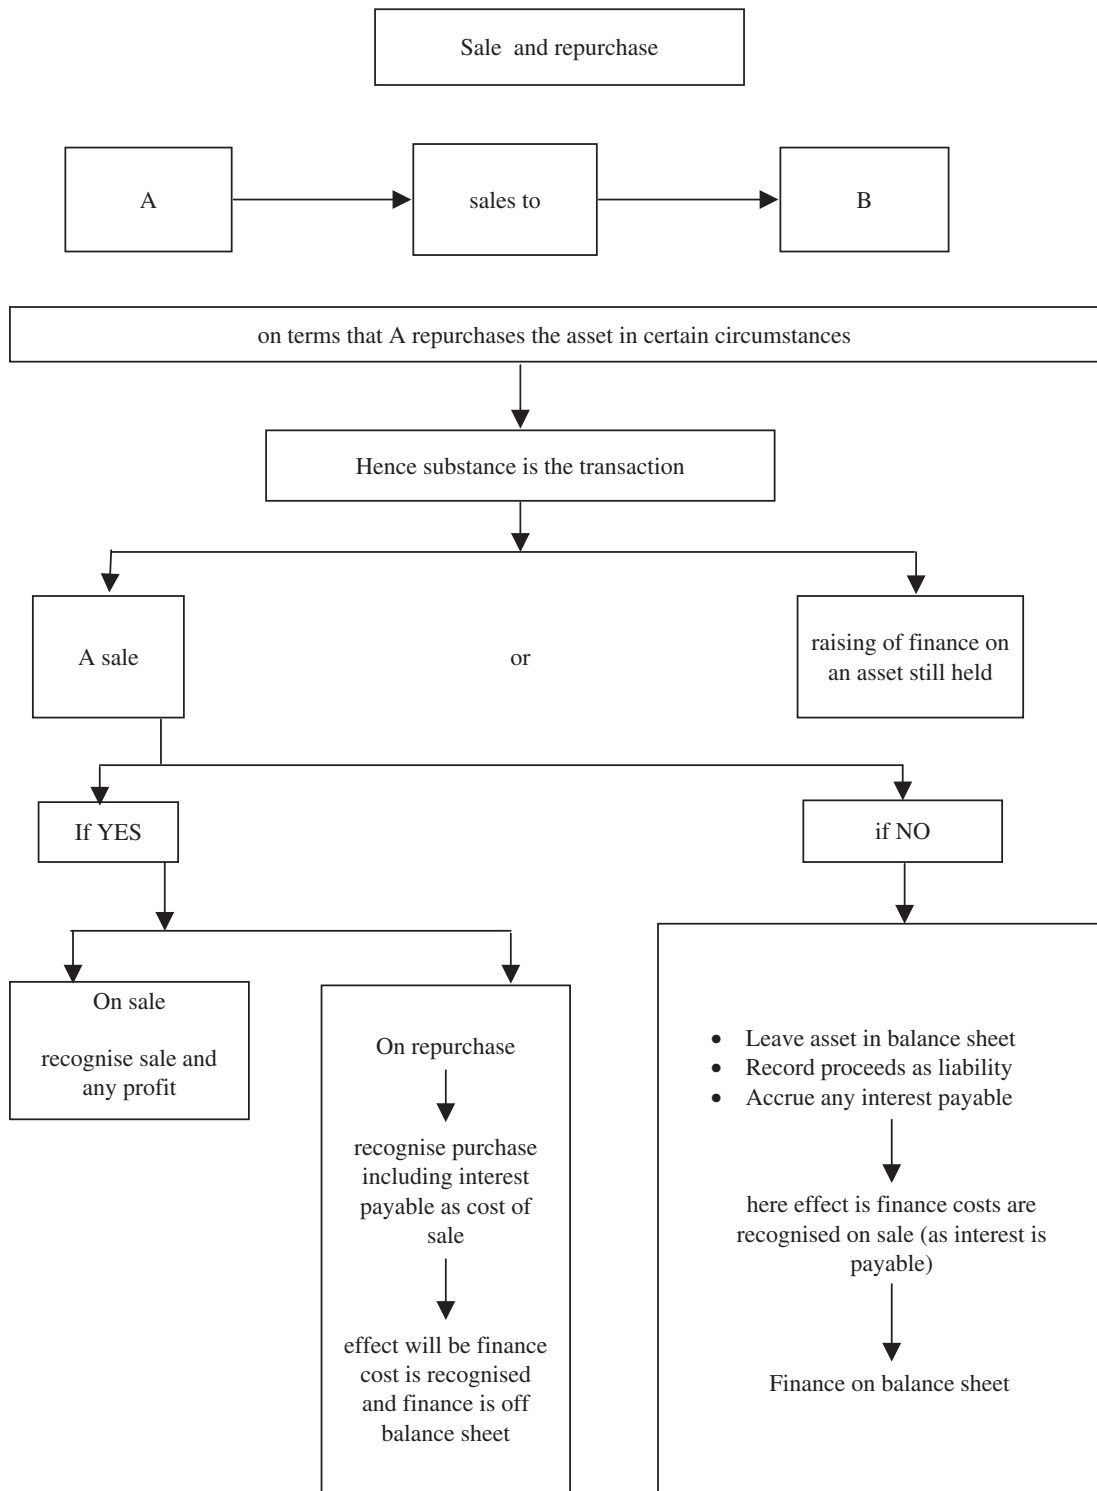 Sale and repurchase
A
sales to
B
on terms that A repurchases the asset in certain circumstances
Hence substance is the transaction
A sale
or
raising of finance on
an asset still held
If YES
if NO
On sale
recognise sale and
any profit
On repurchase
recognise purchase
including interest
payable as cost of
sale
effect will be finance
cost is recognised
and finance is off
balance sheet
• Leave asset in balance sheet
• Record proceeds as liability
• Accrue any interest payable
here effect is finance costs are
recognised on sale (as interest is
payable)
Finance on balance sheet